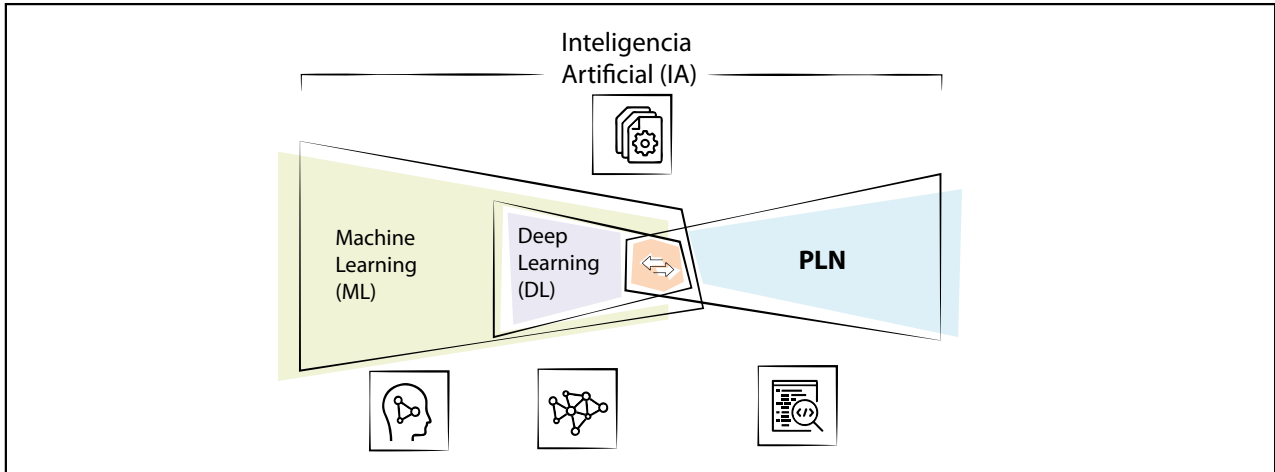 Inteligencia
Artificial (IA)
Machine
Learning
(ML)
Deep
Learning
(DL)
PLN